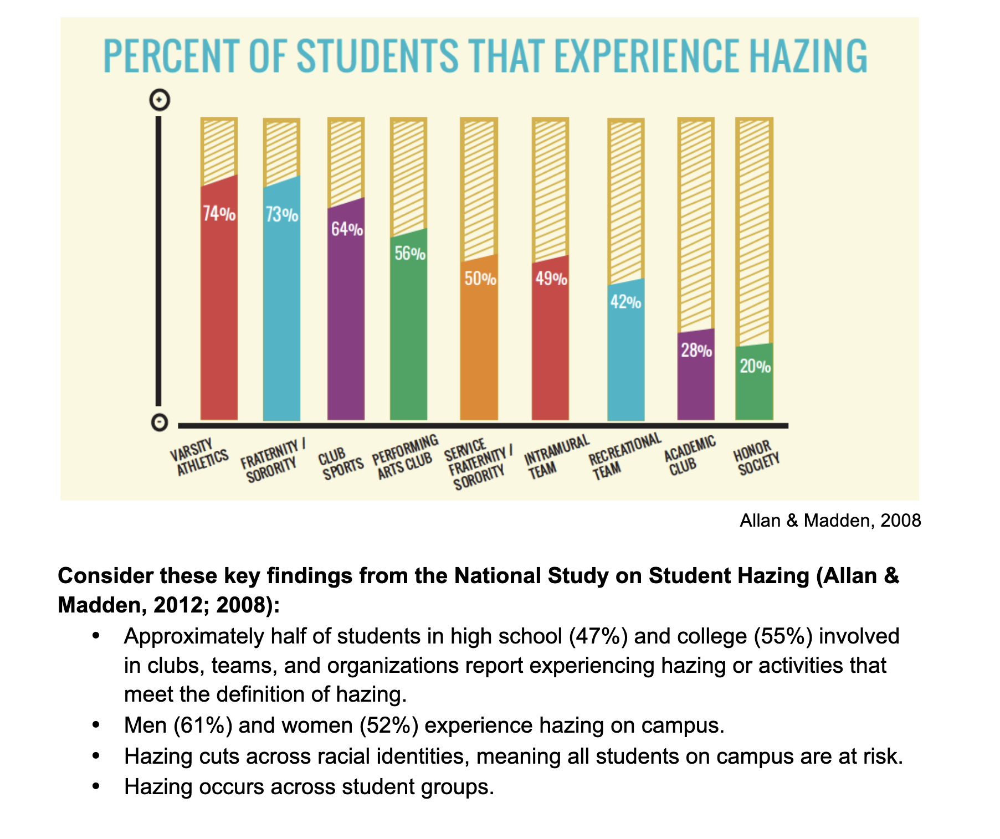 PERCENT OF STUDENTS THAT EXPERIENCE HAZING
+
74%
73%
64%
56%
50%
49%
42%
28%
20%
-
VARSITY
ATHLETICS
FRATERNITY /
SORORITY
CLUB
SPORTS
PERFORMING
ARTS CLUB
SERVICE
FRATERNITY /
SORORITY
INTRAMURAL
TEAM
RECREATIONAL
TEAM
ACADEMIC
CLUB
HONOR
SOCIETY
Allan & Madden, 2008
Consider these key findings from the National Study on Student Hazing (Allan &
Madden, 2012; 2008):
• Approximately half of students in high school (47%) and college (55%) involved
in clubs, teams, and organizations report experiencing hazing or activities that
meet the definition of hazing.
• Men (61%) and women (52%) experience hazing on campus.
• Hazing cuts across racial identities, meaning all students on campus are at risk.
• Hazing occurs across student groups.